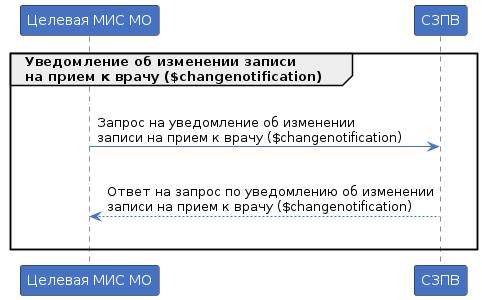 Целевая МИС МО
СЗПВ
Уведомление об изменении записи
на прием к врачу ($changenotification)
Запрос на уведомление об изменении
записи на прием к врачу ($changenotification)
Ответ на запрос по уведомлению об изменении
записи на прием к врачу ($changenotification)
Целевая МИС МО
СЗПВ